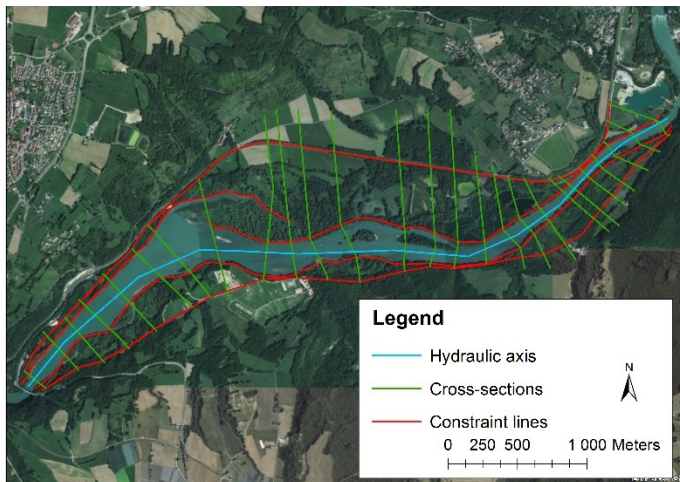 Legend
Hydraulic axis
Cross-sections
Constraint lines
N
0 250 500 1 000 Meters